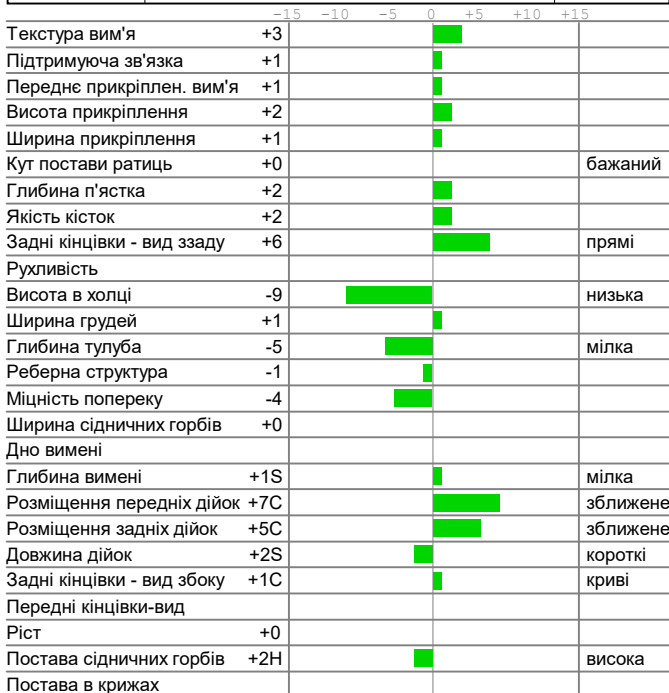 -15 -10 -5 0 +5 +10 +15
Текстура вим'я +3
Підтримуюча зв'язка +1
Переднє прикріплен. вим'я +1
Висота прикріплення +2
Ширина прикріплення +1
Кут постави ратиць +0 бажаний
Глибина п'ястка +2
Якість кісток +2
Задні кінцівки - вид ззаду +6 прямі
Рухливість
Висота в холці -9 низька
Ширина грудей +1
Глибина тулуба -5 мілка
Реберна структура -1
Міцність попереку -4
Ширина сідничних горбів +0
Дно вимені
Глибина вимені +1S мілка
Розміщення передніх дійок +7C зближене
Розміщення задніх дійок +5C зближене
Довжина дійок +2S короткі
Задні кінцівки - вид збоку +1C криві
Передні кінцівки-вид
Ріст +0
Постава сідничних горбів +2H висока
Постава в крижах